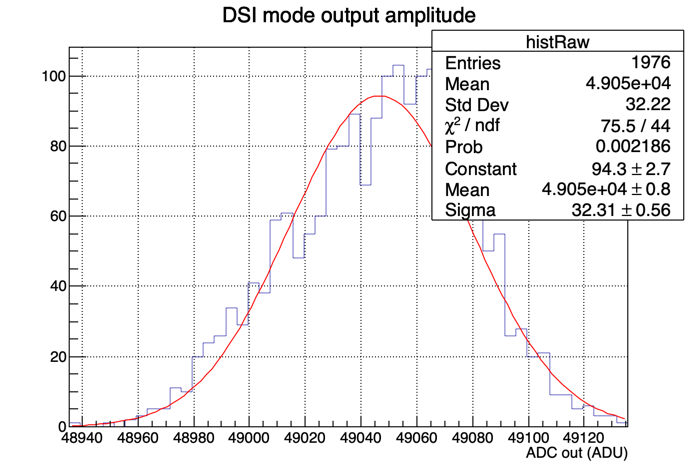 DSI mode output amplitude
histRaw
Entries 1976
Mean 4.905e+04
Std Dev 32.22
χ² / ndf 75.5 / 44
Prob 0.002186
Constant 94.3 ± 2.7
Mean 4.905e+04 ± 0.8
Sigma 32.31 ± 0.56
100
80
60
40
20
0
48940 48960 48980 49000 49020 49040 49060 49080 49100 49120
ADC out (ADU)